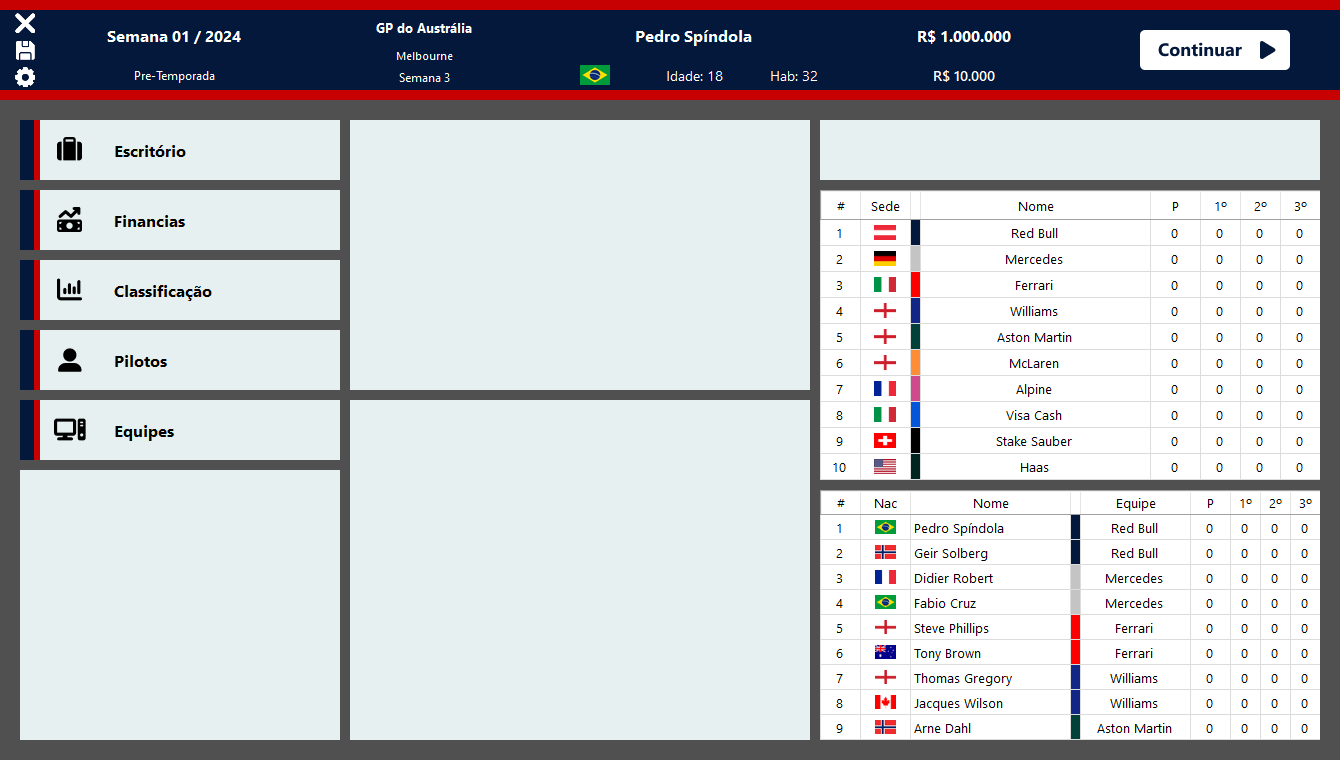 Semana 01 / 2024
Pre-Temporada
GP do Austrália
Melbourne
Semana 3
Pedro Spíndola
Idade: 18 Hab: 32
R$ 1.000.000
R$ 10.000
Continuar
Escritório
Financias
Classificação
Pilotos
Equipes
# Sede Nome P 1º 2º 3º
1 Red Bull 0 0 0 0
2 Mercedes 0 0 0 0
3 Ferrari 0 0 0 0
4 Williams 0 0 0 0
5 Aston Martin 0 0 0 0
6 McLaren 0 0 0 0
7 Alpine 0 0 0 0
8 Visa Cash 0 0 0 0
9 Stake Sauber 0 0 0 0
10 Haas 0 0 0 0
# Nac Nome Equipe P 1º 2º 3º
1 Pedro Spíndola Red Bull 0 0 0 0
2 Geir Solberg Red Bull 0 0 0 0
3 Didier Robert Mercedes 0 0 0 0
4 Fabio Cruz Mercedes 0 0 0 0
5 Steve Phillips Ferrari 0 0 0 0
6 Tony Brown Ferrari 0 0 0 0
7 Thomas Gregory Williams 0 0 0 0
8 Jacques Wilson Williams 0 0 0 0
9 Arne Dahl Aston Martin 0 0 0 0